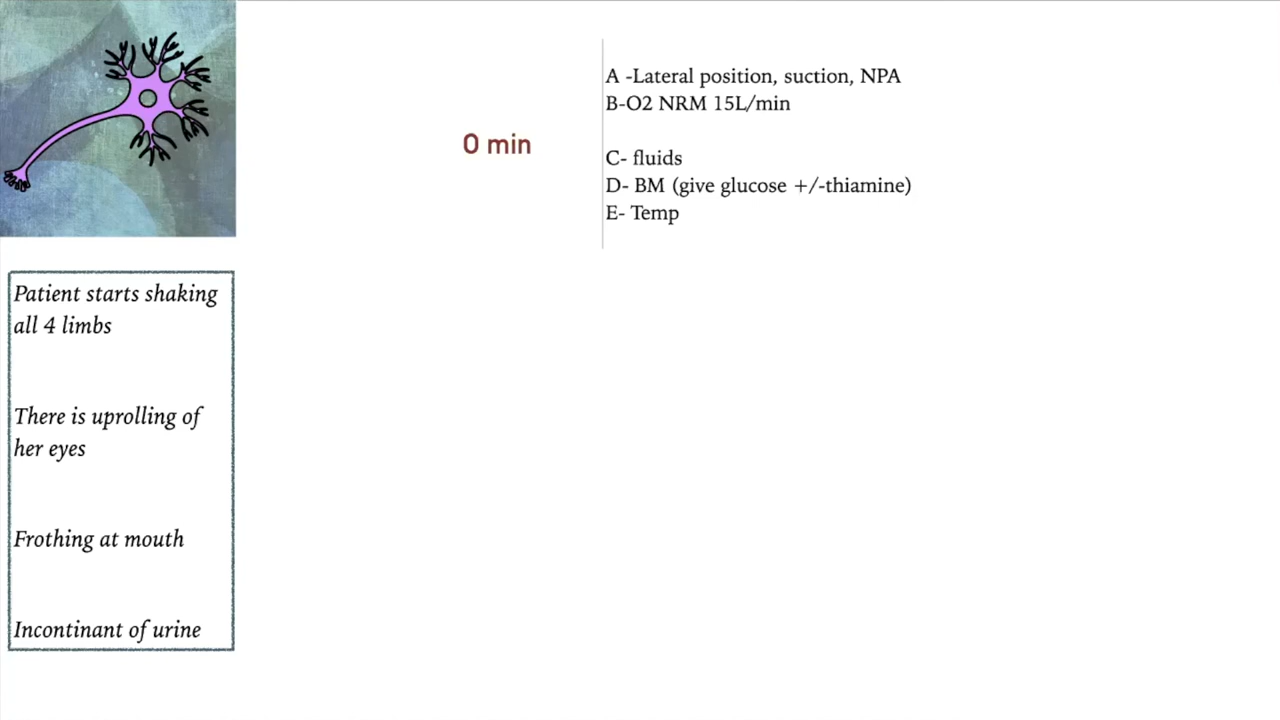 0 min
A -Lateral position, suction, NPA
B-O2 NRM 15L/min
C- fluids
D- BM (give glucose +/-thiamine)
E- Temp
Patient starts shaking
all 4 limbs
There is uprolling of
her eyes
Frothing at mouth
Incontinant of urine